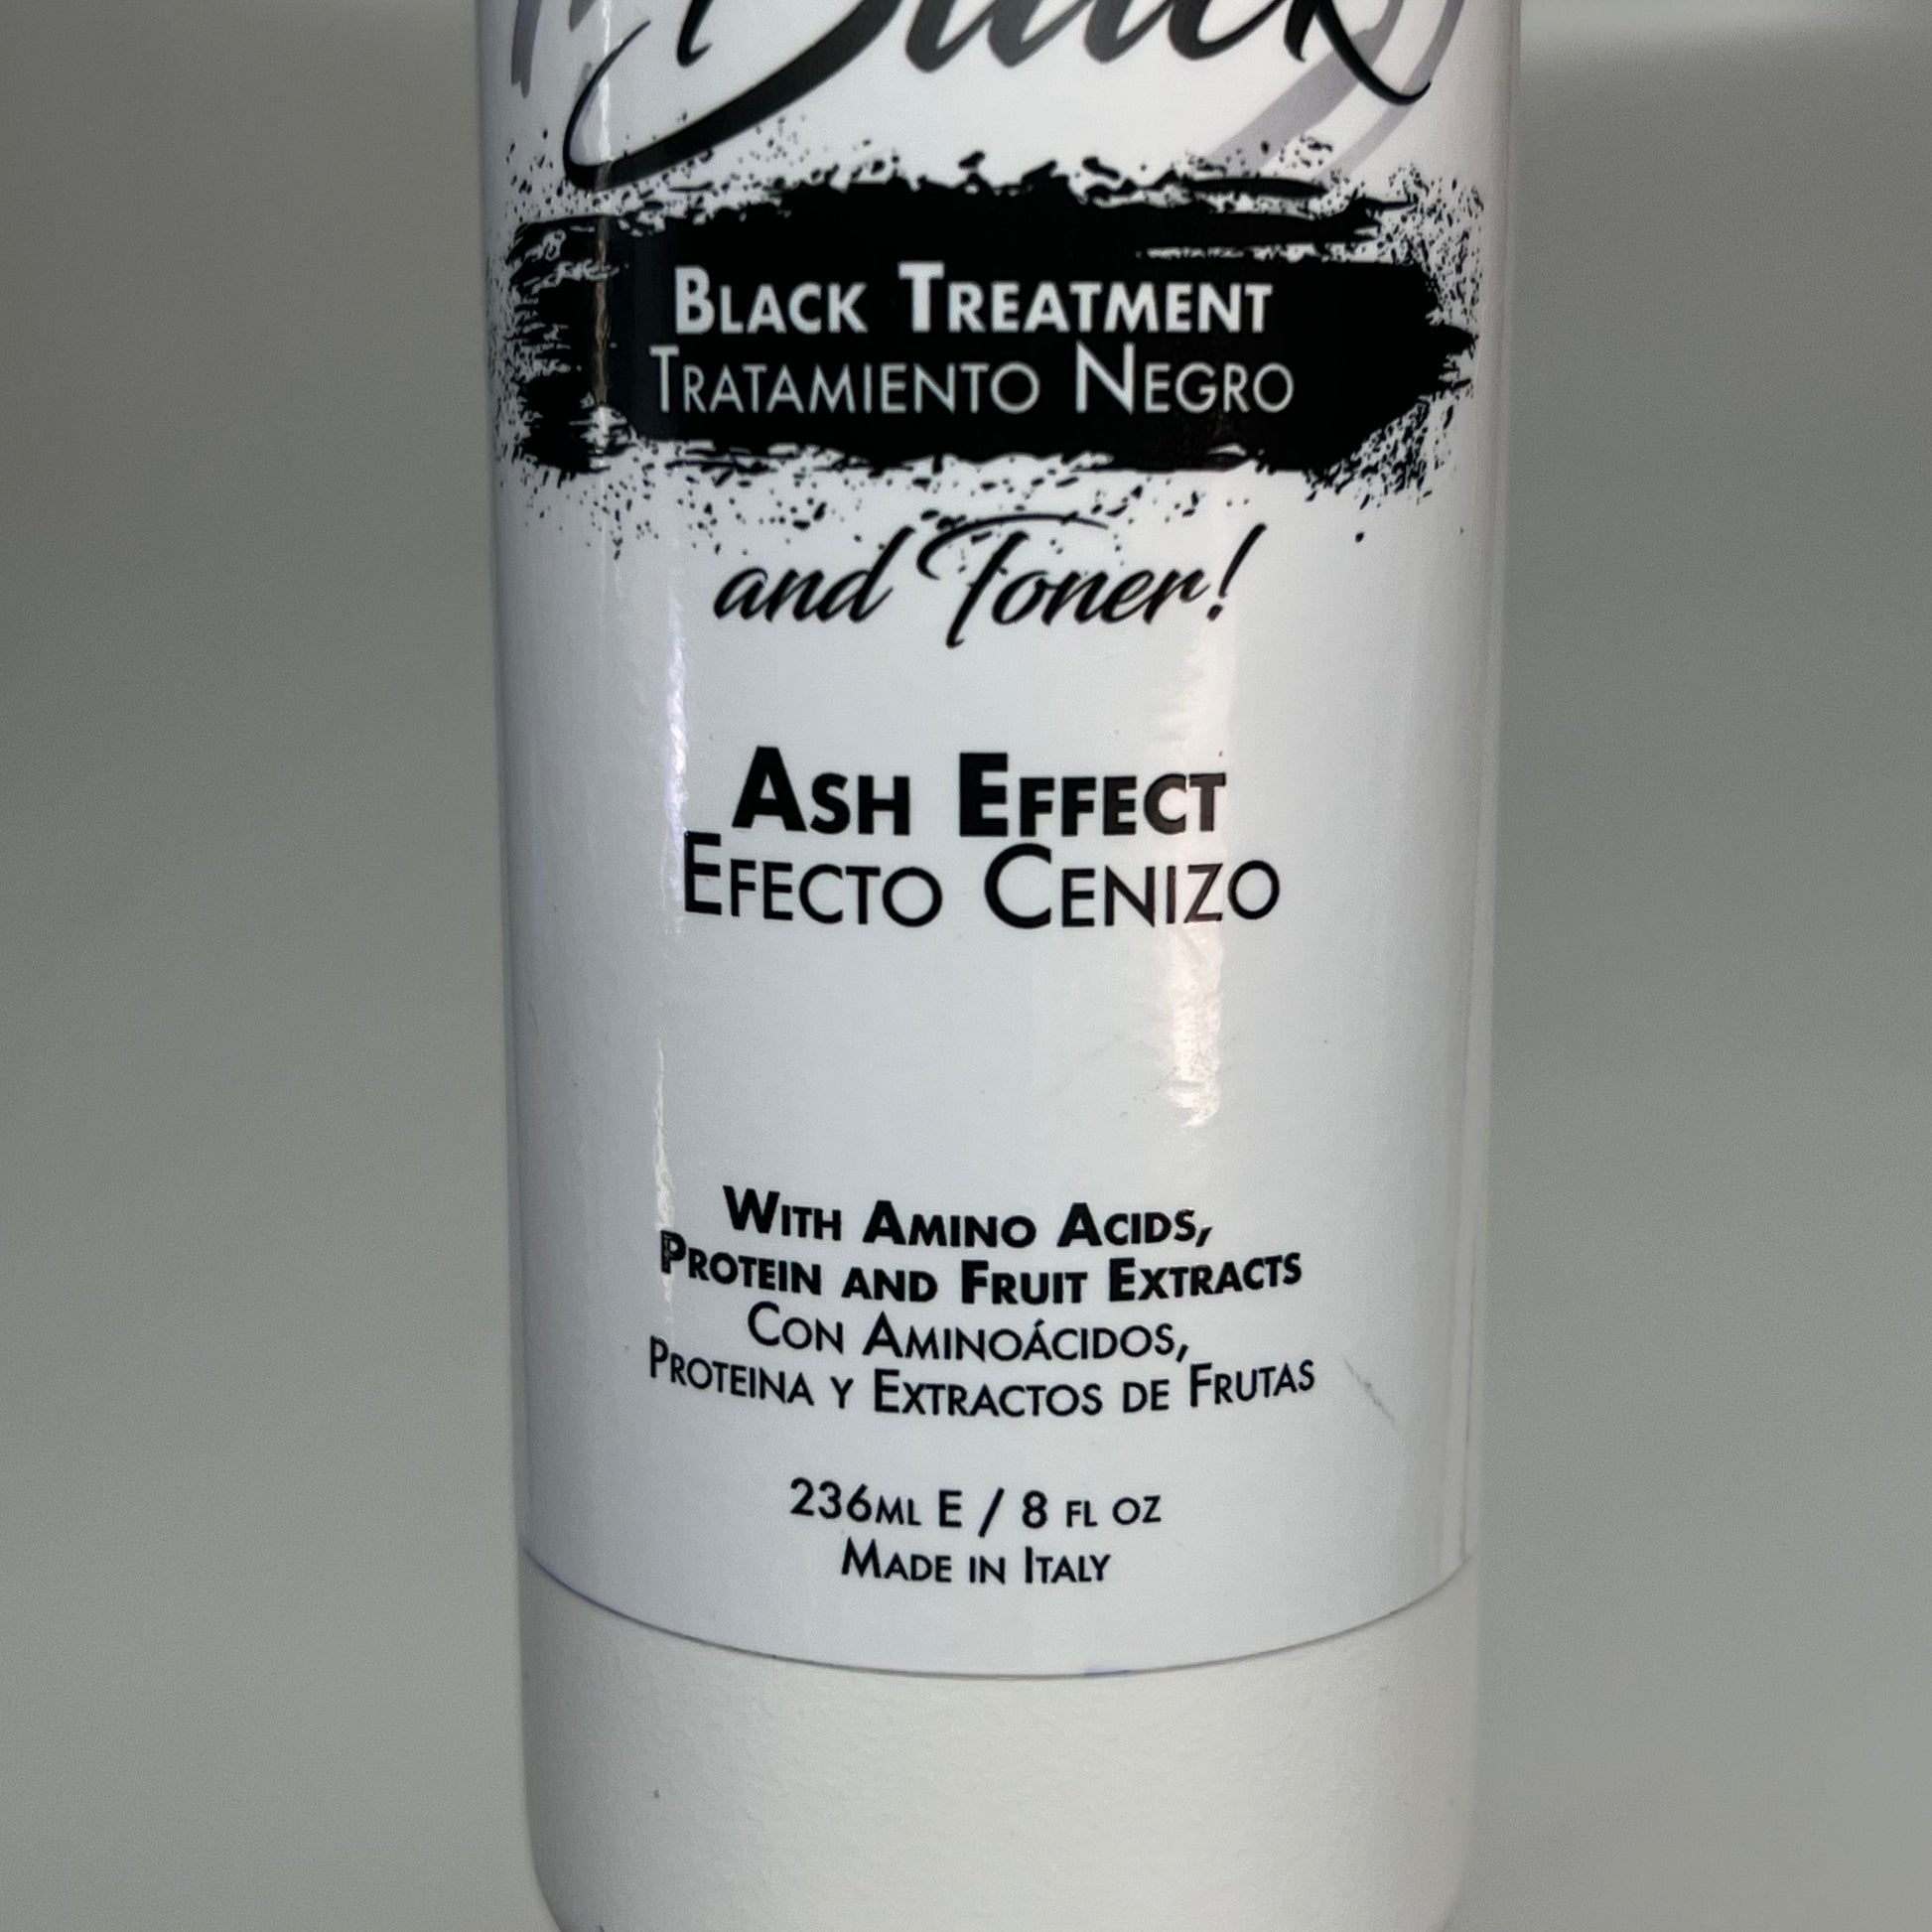 Black
BLACK TREATMENT
TRATAMIENTO NEGRO
and Toner!
ASH EFFECT
EFECTO CENIZO
WITH AMINO ACIDS,
PROTEIN AND FRUIT EXTRACTS
CON AMINOÁCIDOS,
PROTEINA Y EXTRACTOS DE FRUTAS
236ML E / 8 FL OZ
MADE IN ITALY